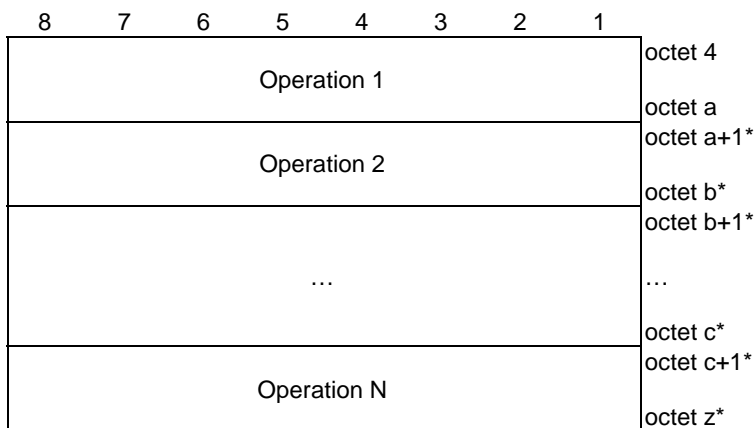 8 7 6 5 4 3 2 1
octet 4
Operation 1
octet a
octet a+1*
Operation 2
octet b*
octet b+1*
… …
octet c*
octet c+1*
Operation N
octet z*